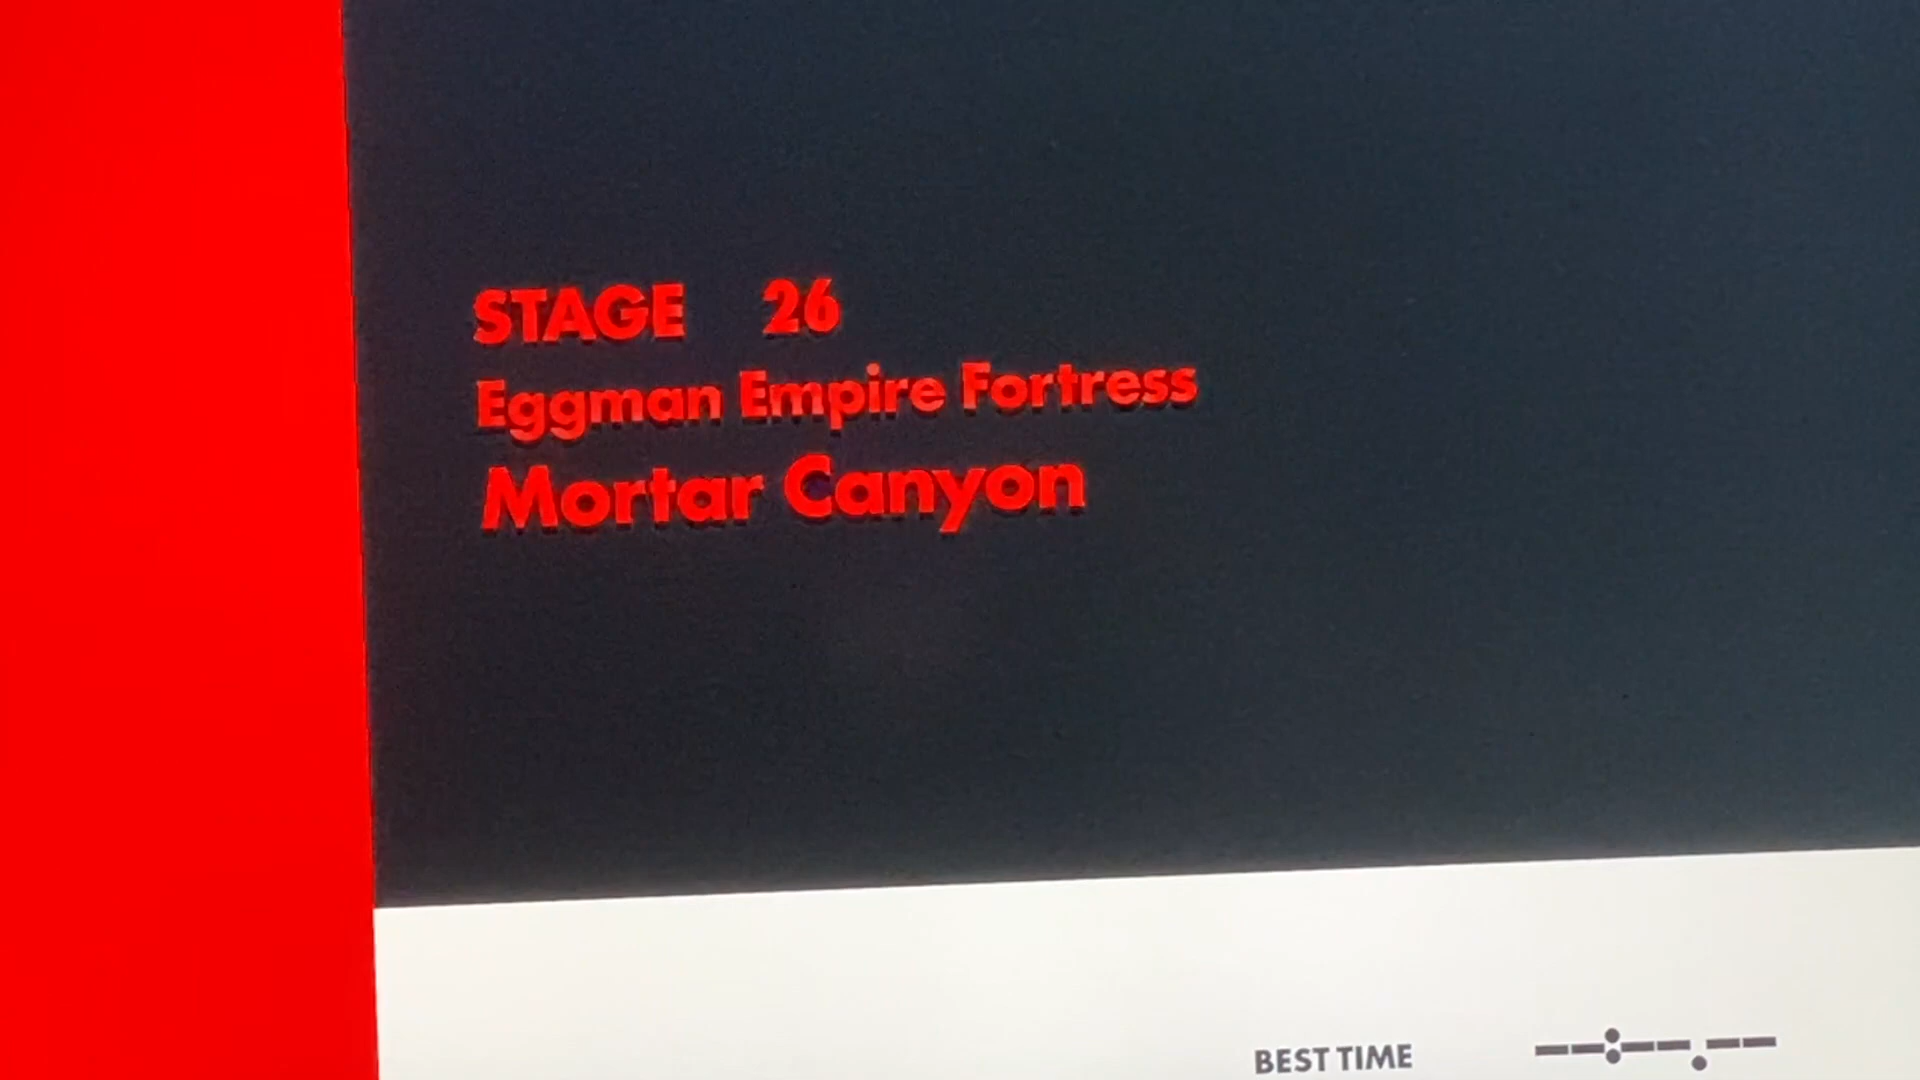 STAGE 26
Eggman Empire Fortress
Mortar Canyon
BEST TIME --:--.--